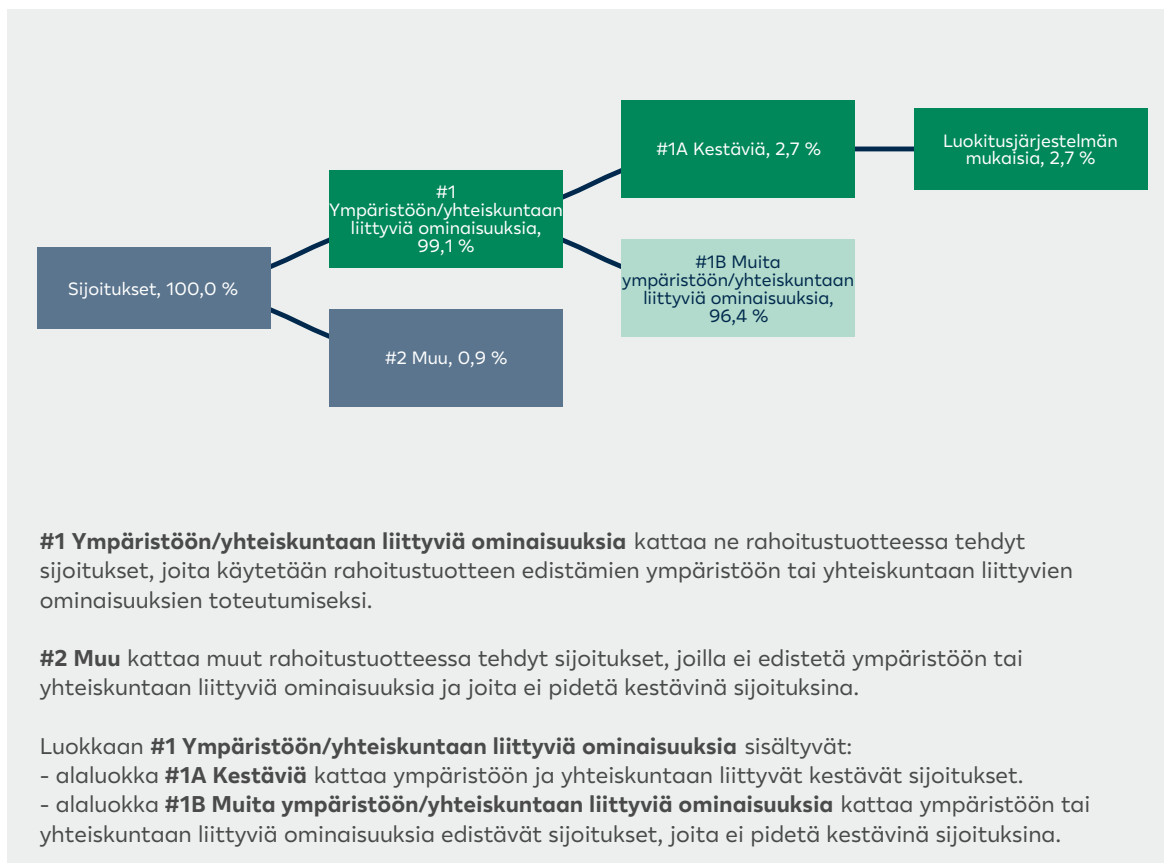 #1A Kestäviä, 2,7 %
Luokitusjärjestelmän
mukaisia, 2,7 %
#1
Ympäristöön/yhteiskuntaan
liittyviä ominaisuuksia,
99,1 %
#1B Muita
ympäristöön/yhteiskuntaan
liittyviä ominaisuuksia,
96,4 %
Sijoitukset, 100,0 %
#2 Muu, 0,9 %
#1 Ympäristöön/yhteiskuntaan liittyviä ominaisuuksia kattaa ne rahoitustuotteessa tehdyt
sijoitukset, joita käytetään rahoitustuotteen edistämien ympäristöön tai yhteiskuntaan liittyvien
ominaisuuksien toteutumiseksi.
#2 Muu kattaa muut rahoitustuotteessa tehdyt sijoitukset, joilla ei edistetä ympäristöön tai
yhteiskuntaan liittyviä ominaisuuksia ja joita ei pidetä kestävinä sijoituksina.
Luokkaan #1 Ympäristöön/yhteiskuntaan liittyviä ominaisuuksia sisältyvät:
- alaluokka #1A Kestäviä kattaa ympäristöön ja yhteiskuntaan liittyvät kestävät sijoitukset.
- alaluokka #1B Muita ympäristöön/yhteiskuntaan liittyviä ominaisuuksia kattaa ympäristöön tai
yhteiskuntaan liittyviä ominaisuuksia edistävät sijoitukset, joita ei pidetä kestävinä sijoituksina.